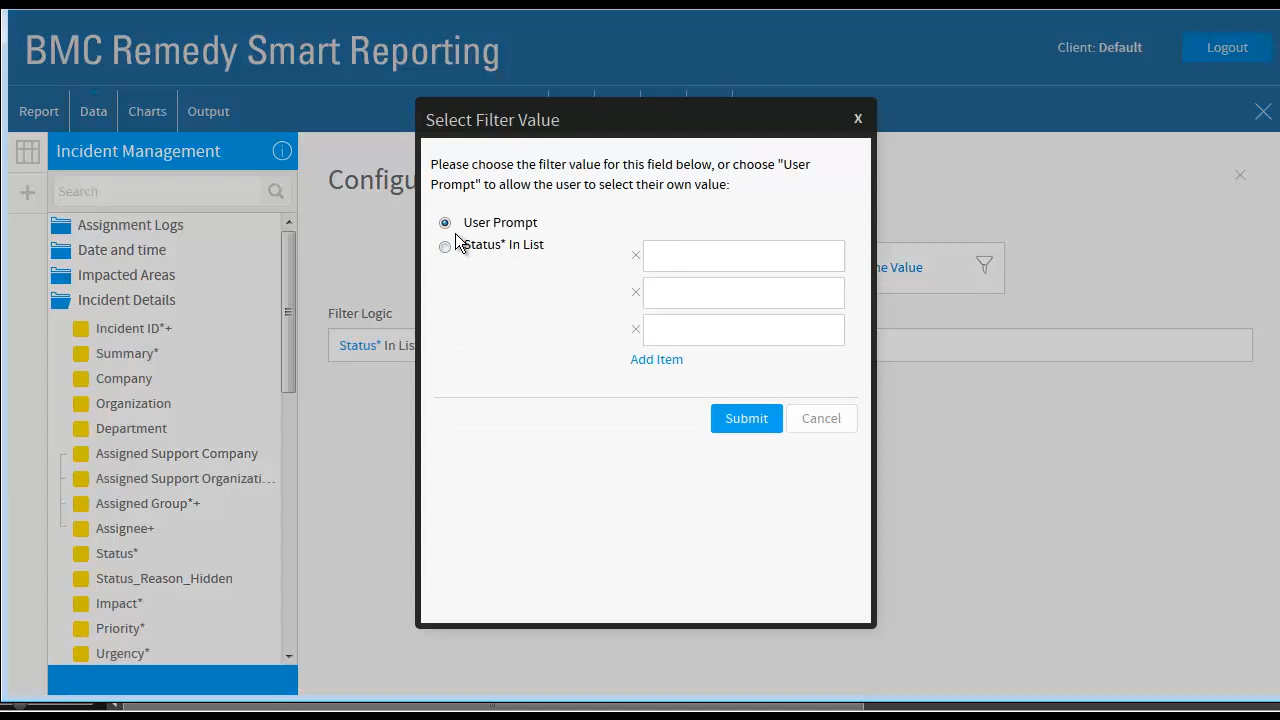 BMC Remedy Smart Reporting
Client: Default
Logout
Report
Data
Charts
Output
Incident Management
Search
Assignment Logs
Date and time
Impacted Areas
Incident Details
Incident ID*+
Summary*
Company
Organization
Department
Assigned Support Company
Assigned Support Organizati...
Assigned Group*+
Assignee+
Status*
Status_Reason_Hidden
Impact*
Priority*
Urgency*
Configu
Filter Logic
Status* In Lis
ne Value
Select Filter Value
X
Please choose the filter value for this field below, or choose "User
Prompt" to allow the user to select their own value:
User Prompt
Status* In List
Add Item
Submit
Cancel